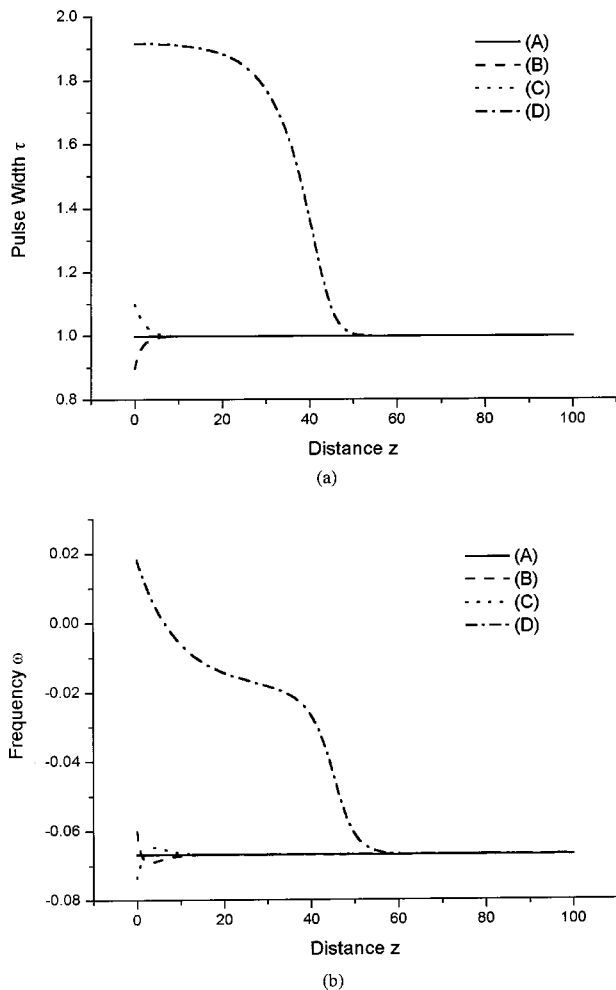 2.0
1.8
1.6
1.4
1.2
1.0
0.8
Pulse Width τ
(A)
(B)
(C)
(D)
0
20
40
60
80
100
Distance z
(a)
0.02
0.00
-0.02
-0.04
-0.06
-0.08
Frequency ω
(A)
(B)
(C)
(D)
0
20
40
60
80
100
Distance z
(b)